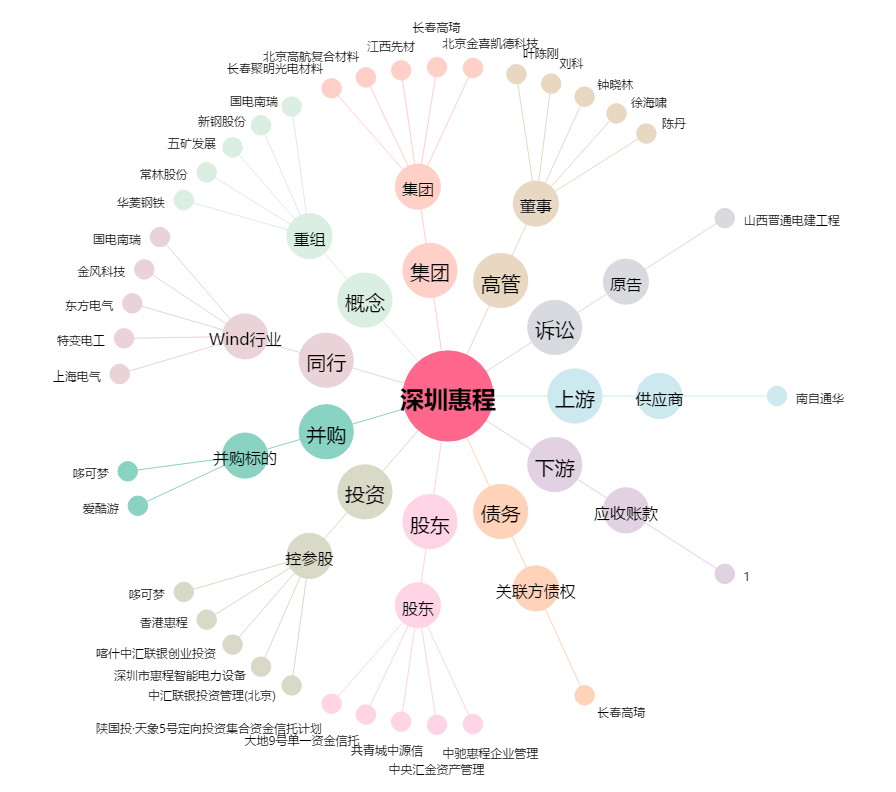 长春高琦
北京金喜凯德科技
江西先材
北京高航复合材料
长春聚明光电材料
叶陈刚
刘科
钟晓林
徐海啸
陈丹
国电南瑞
新钢股份
五矿发展
常林股份
华菱钢铁
集团
董事
重组
山西晋通电建工程
国电南瑞
金风科技
东方电气
特变电工
上海电气
集团
高管
原告
概念
诉讼
Wind行业
同行
深圳惠程
上游
供应商
南自通华
并购
并购标的
哆可梦
爱酷游
下游
投资
股东
债务
应收账款
1
控参股
股东
关联方债权
哆可梦
香港惠程
喀什中汇联银创业投资
深圳市惠程智能电力设备
中汇联银投资管理(北京)
长春高琦
陕国投·天象5号定向投资集合资金信托计划
大地9号单一资金信托
共青城中源信
中央汇金资产管理
中驰惠程企业管理